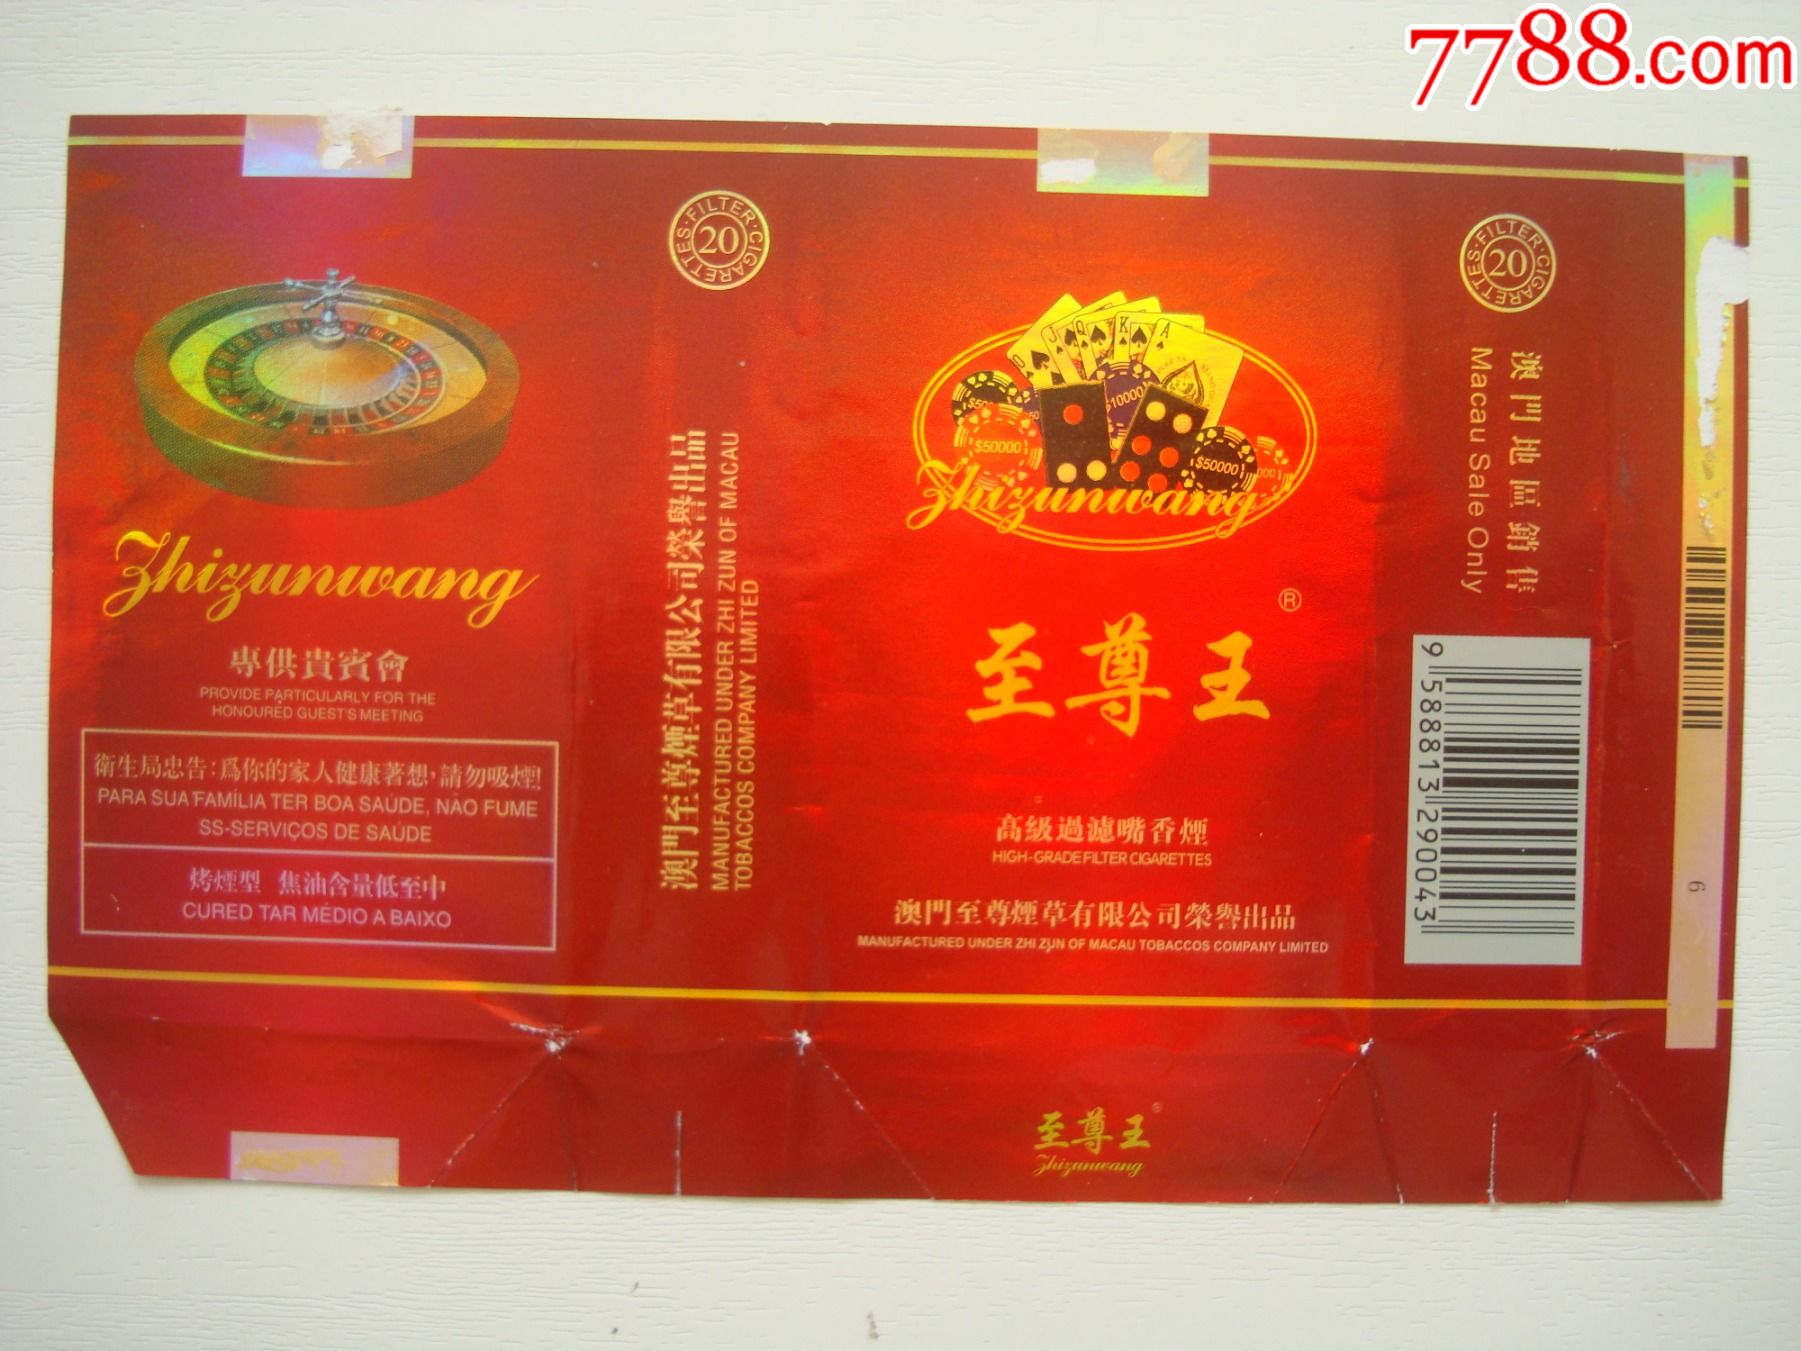 7788.com
Zhizunwang
專供貴賓會
PROVIDE PARTICULARLY FOR THE
HONOURED GUEST'S MEETING
衛生局忠告：爲你的家人健康著想，請勿吸煙！
PARA SUA FAMÍLIA TER BOA SAÚDE, NÃO FUME
SS-SERVIÇOS DE SAÚDE
烤煙型 焦油含量低至中
CURED TAR MÉDIO A BAIXO
FILTER · CIGARETTES ·
20
澳門至尊煙草有限公司榮譽出品
MANUFACTURED UNDER ZHI ZUN OF MACAU
TOBACCOS COMPANY LIMITED
J
Q
K
A
$10000
$50000
$50000
Zhizunwang
®
至尊王
高級過濾嘴香煙
HIGH-GRADE FILTER CIGARETTES
澳門至尊煙草有限公司榮譽出品
MANUFACTURED UNDER ZHI ZUN OF MACAU TOBACCOS COMPANY LIMITED
至尊王®
Zhizunwang
FILTER · CIGARETTES ·
20
澳門地區銷售
Macau Sale Only
9 588813 290043
6